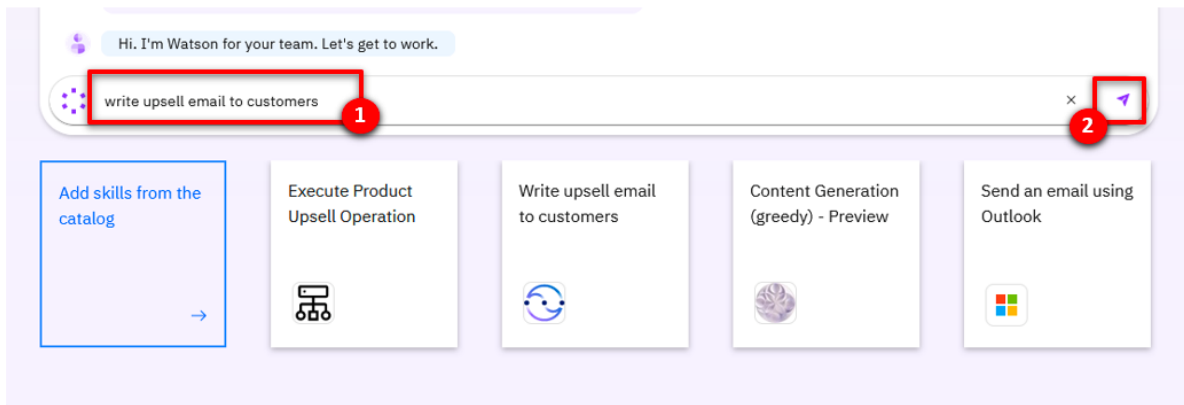 Hi. I'm Watson for your team. Let's get to work.
write upsell email to customers
1
2
Add skills from the
catalog
Execute Product
Upsell Operation
Write upsell email
to customers
Content Generation
(greedy) - Preview
Send an email using
Outlook